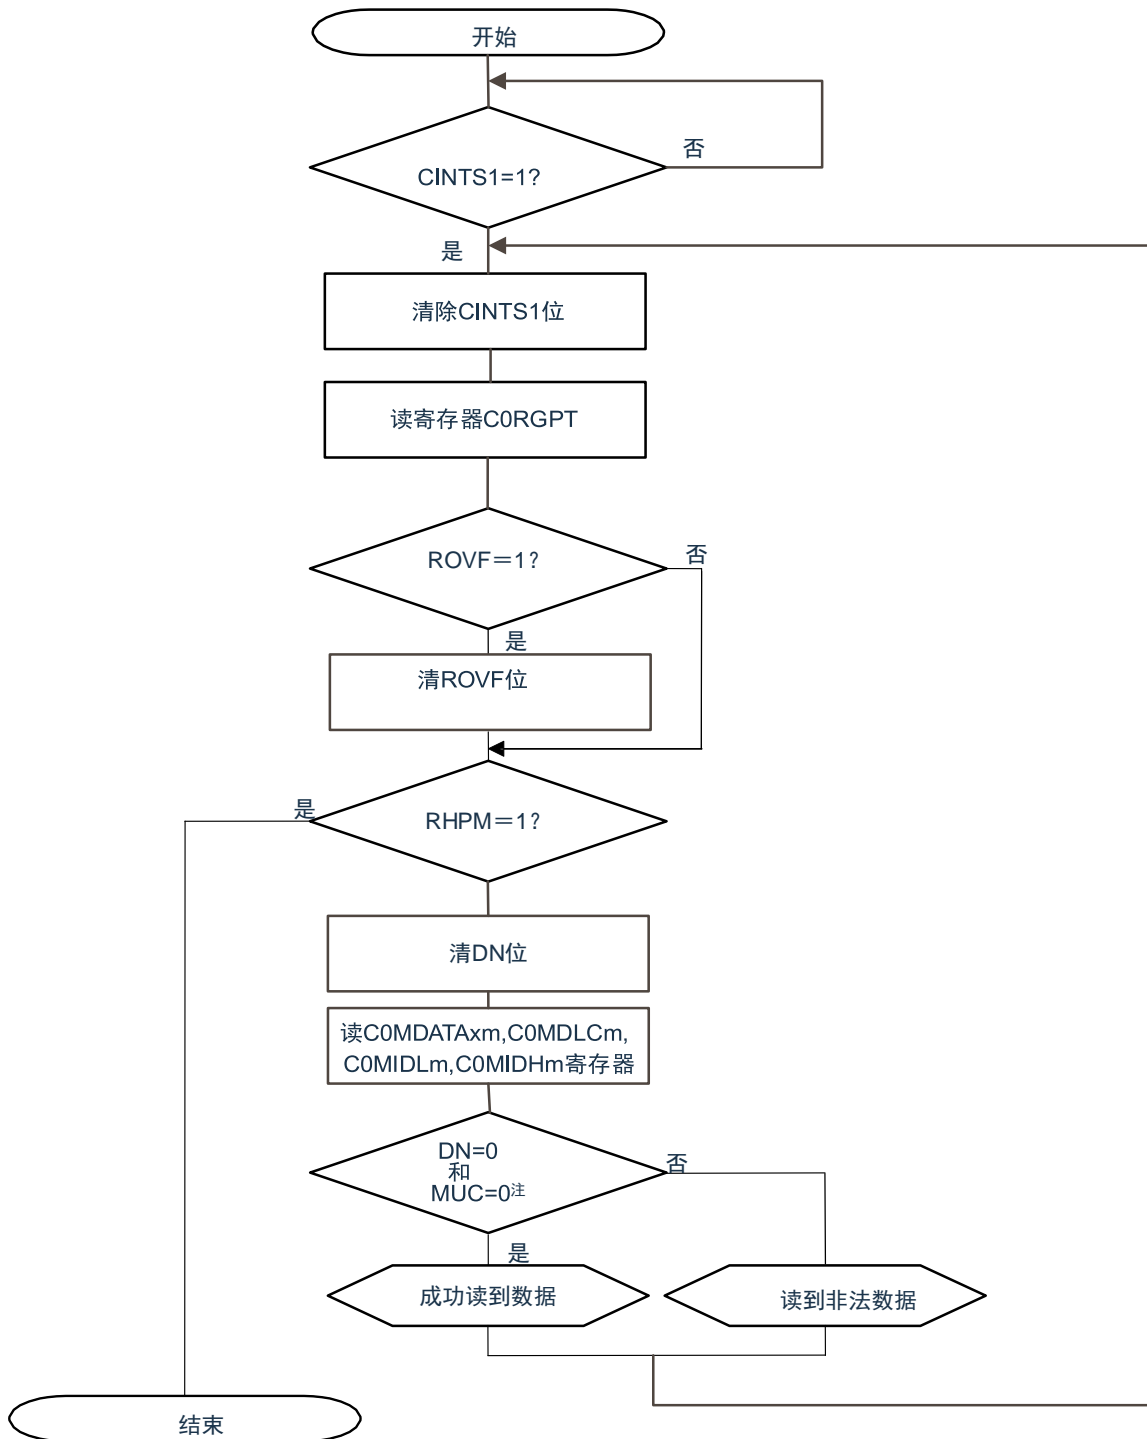 开始
否
CINTS1=1?
是
清除CINTS1位
读寄存器C0RGPT
ROVF＝1?
否
是
清ROVF位
是
RHPM＝1?
清DN位
读C0MDATAxm,C0MDLCm,
C0MIDLm,C0MIDHm寄存器
DN=0
和
MUC=0注
否
是
成功读到数据
读到非法数据
结束